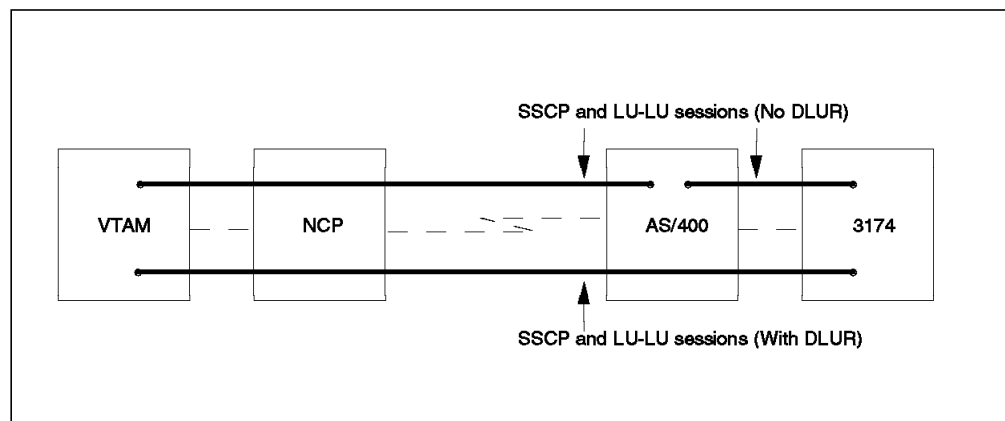 SSCP and LU-LU sessions (No DLUR)
VTAM
NCP
AS/400
3174
SSCP and LU-LU sessions (With DLUR)